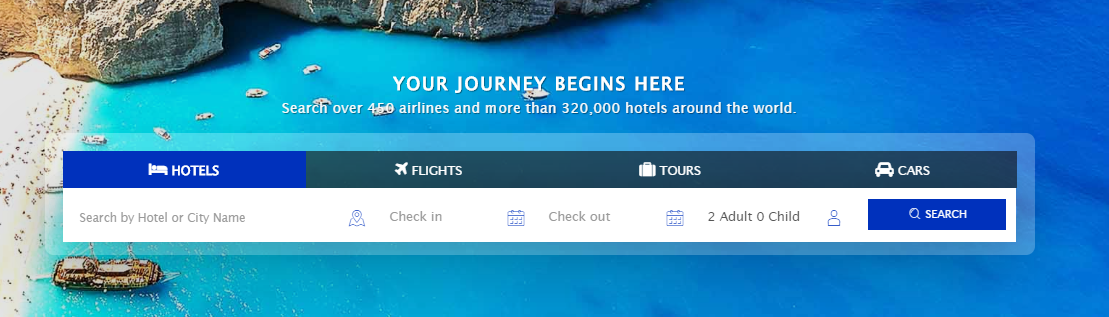 YOUR JOURNEY BEGINS HERE
Search over 450 airlines and more than 320,000 hotels around the world.
HOTELS FLIGHTS TOURS CARS
Search by Hotel or City Name Check in Check out 2 Adult 0 Child SEARCH